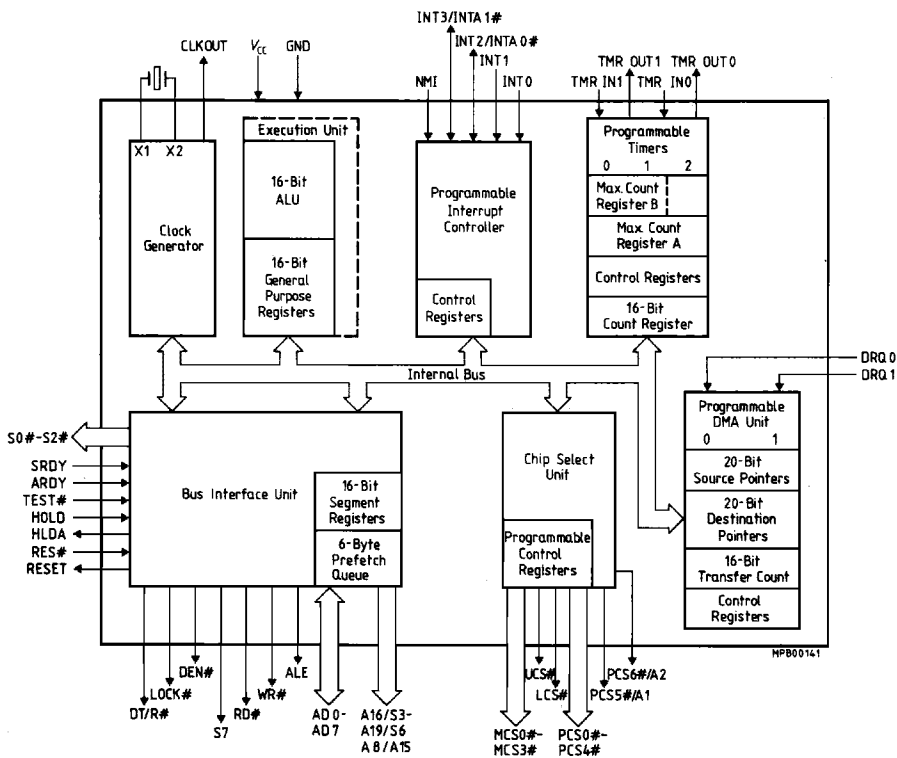 INT3/INTA1#
CLKOUT
VCC
GND
INT2/INTA0#
INT1
NMI
INT0
TMR OUT1
TMR OUT0
TMR IN1
TMR IN0
X1
X2
Clock
Generator
Execution Unit
16-Bit
ALU
16-Bit
General
Purpose
Registers
Programmable
Interrupt
Controller
Control
Registers
Programmable
Timers
0 1 2
Max. Count
Register B
Max. Count
Register A
Control Registers
16-Bit
Count Register
Internal Bus
DRQ0
DRQ1
S0#-S2#
SRDY
ARDY
TEST#
HOLD
HLDA
RES#
RESET
Bus Interface Unit
16-Bit
Segment
Registers
6-Byte
Prefetch
Queue
Chip Select
Unit
Programmable
Control
Registers
Programmable
DMA Unit
0 1
20-Bit
Source Pointers
20-Bit
Destination
Pointers
16-Bit
Transfer Count
Control
Registers
MPB00141
DT/R#
LOCK#
DEN#
S7
RD#
WR#
ALE
AD0-
AD7
A16/S3-
A19/S6
A8/A15
MCS0#-
MCS3#
UCS#
LCS#
PCS0#-
PCS4#
PCS5#/A1
PCS6#/A2